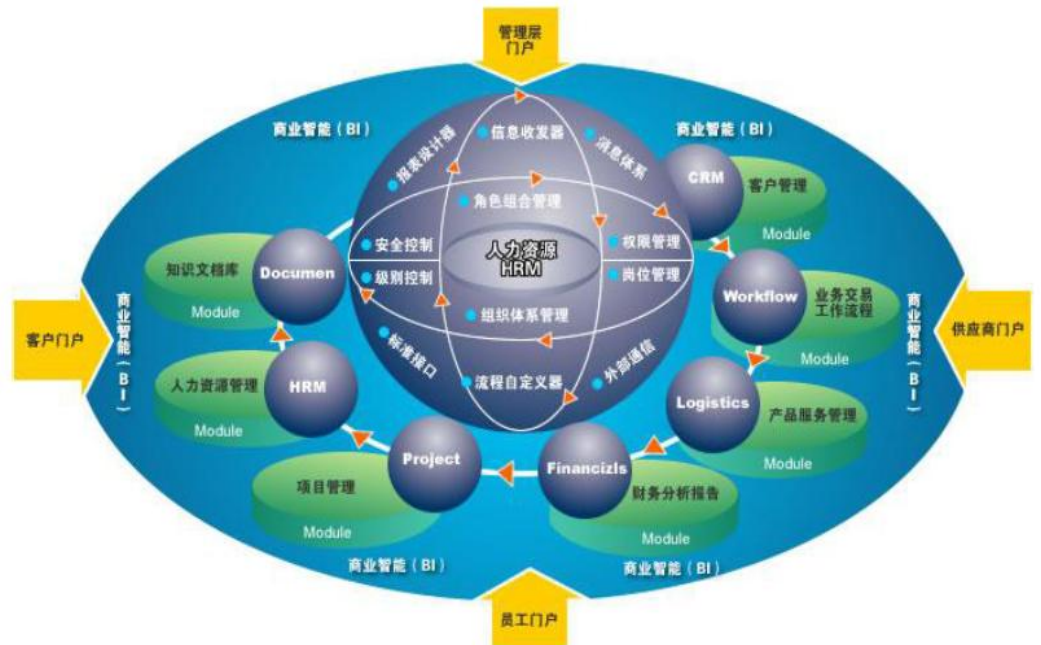 管理层
门户
商业智能（BI）
商业智能（BI）
报表设计器
信息收发器
消息体系
CRM
客户管理
Module
角色组合管理
安全控制
权限管理
人力资源
HRM
级别控制
岗位管理
组织体系管理
标准接口
流程自定义器
外部通信
知识文档库
Documen
Module
Workflow
业务交易
工作流程
Module
客户门户
商业智能（BI）
商业智能（BI）
供应商门户
人力资源管理
HRM
Module
Logistics
产品服务管理
Module
项目管理
Project
Module
Financizls
财务分析报告
Module
商业智能（BI）
商业智能（BI）
员工门户